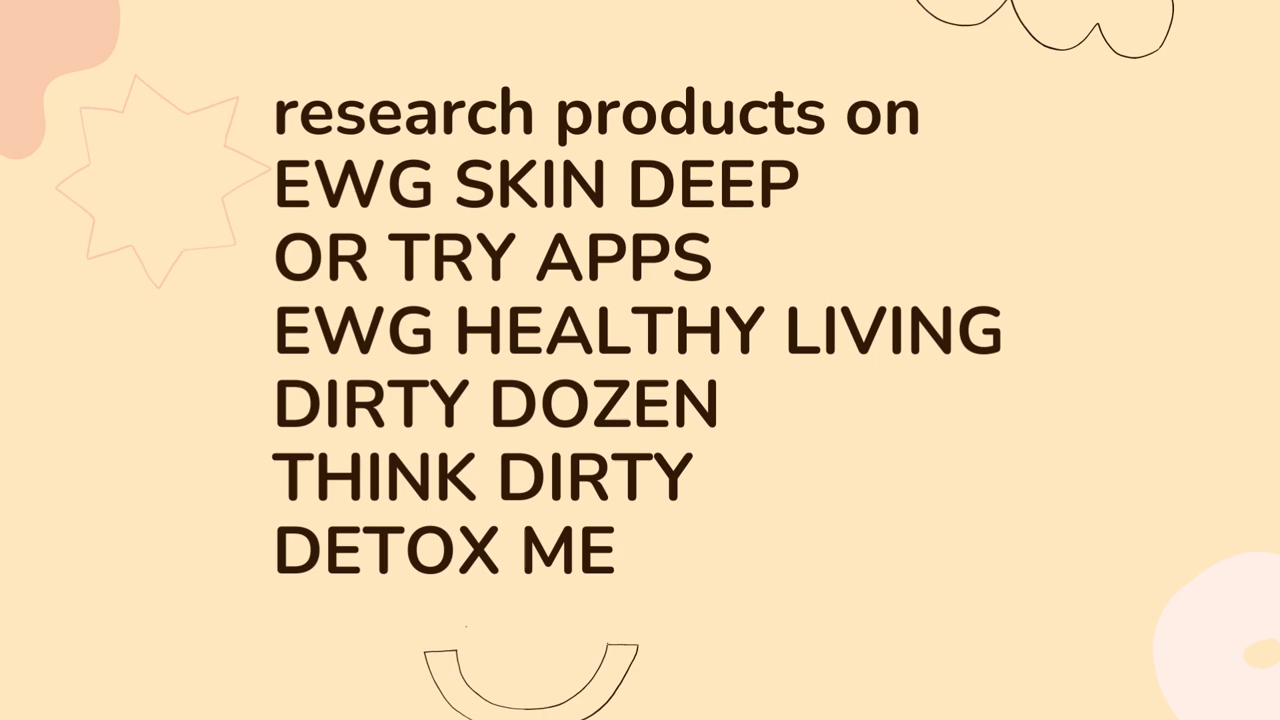 research products on
EWG SKIN DEEP
OR TRY APPS
EWG HEALTHY LIVING
DIRTY DOZEN
THINK DIRTY
DETOX ME